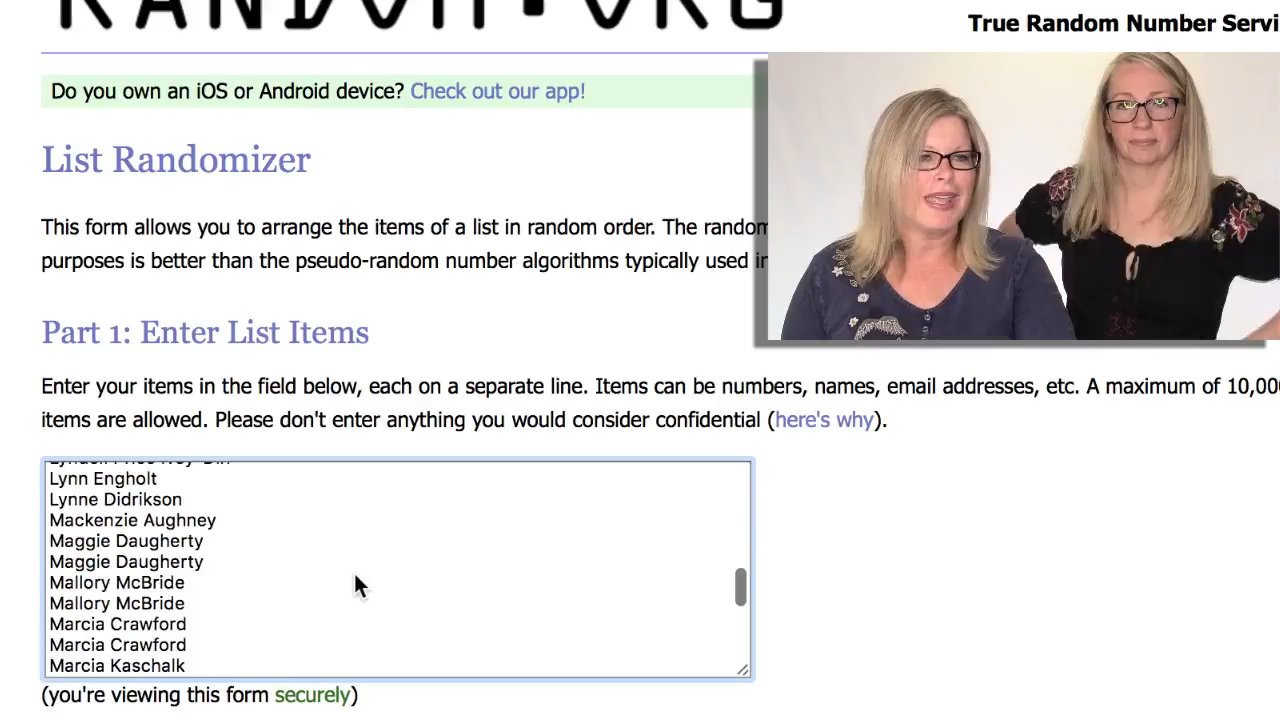 RANDOM.ORG
True Random Number Servi
Do you own an iOS or Android device? Check out our app!
List Randomizer
This form allows you to arrange the items of a list in random order. The random
purposes is better than the pseudo-random number algorithms typically used in
Part 1: Enter List Items
Enter your items in the field below, each on a separate line. Items can be numbers, names, email addresses, etc. A maximum of 10,000
items are allowed. Please don't enter anything you would consider confidential (here's why).
Lynn Engholt
Lynne Didrikson
Mackenzie Aughney
Maggie Daugherty
Maggie Daugherty
Mallory McBride
Mallory McBride
Marcia Crawford
Marcia Crawford
Marcia Kaschalk
(you're viewing this form securely)